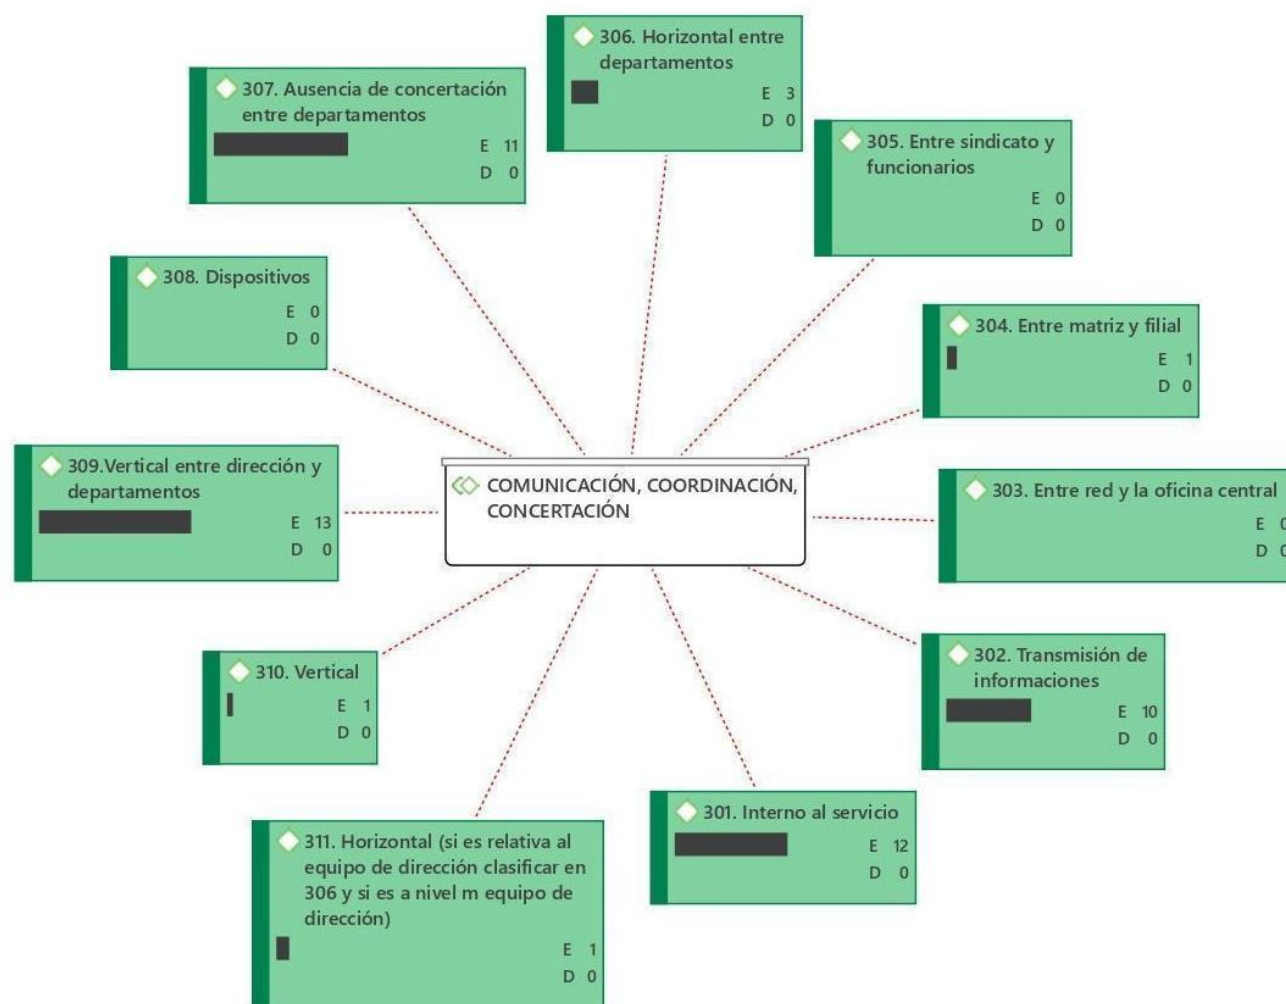 306. Horizontal entre
departamentos
E 3
D 0
307. Ausencia de concertación
entre departamentos
E 11
D 0
305. Entre sindicato y
funcionarios
E 0
D 0
308. Dispositivos
E 0
D 0
304. Entre matriz y filial
E 1
D 0
309.Vertical entre dirección y
departamentos
E 13
D 0
COMUNICACIÓN, COORDINACIÓN,
CONCERTACIÓN
303. Entre red y la oficina central
E 0
D 0
310. Vertical
E 1
D 0
302. Transmisión de
informaciones
E 10
D 0
301. Interno al servicio
E 12
D 0
311. Horizontal (si es relativa al
equipo de dirección clasificar en
306 y si es a nivel m equipo de
dirección)
E 1
D 0